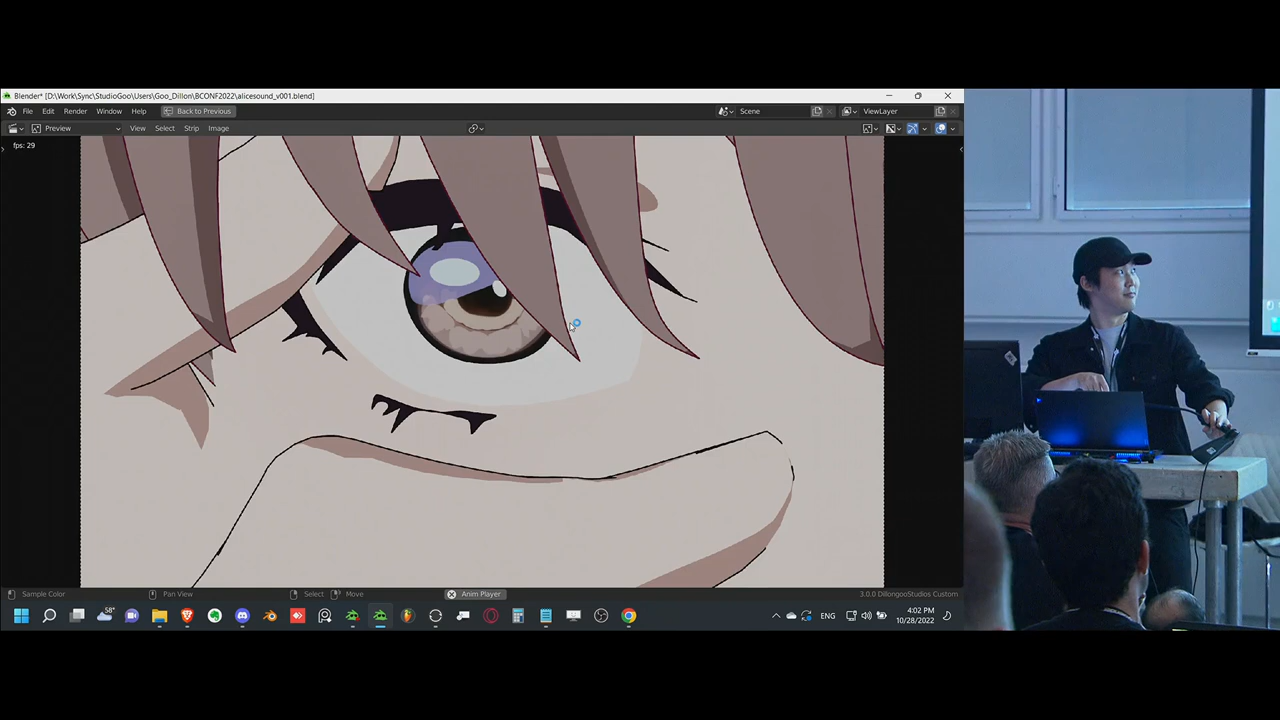 Blender* [D:\Work\Sync\StudioGoo\Users\Goo_Dillon\BCONF2022\alicesound_v001.blend]
File Edit Render Window Help Back to Previous Scene ViewLayer
Preview View Select Strip Image
fps: 29
Sample Color Pan View Select Move Anim Player 3.0.0 DillongooStudios Custom
58°
ENG
4:02 PM
10/28/2022